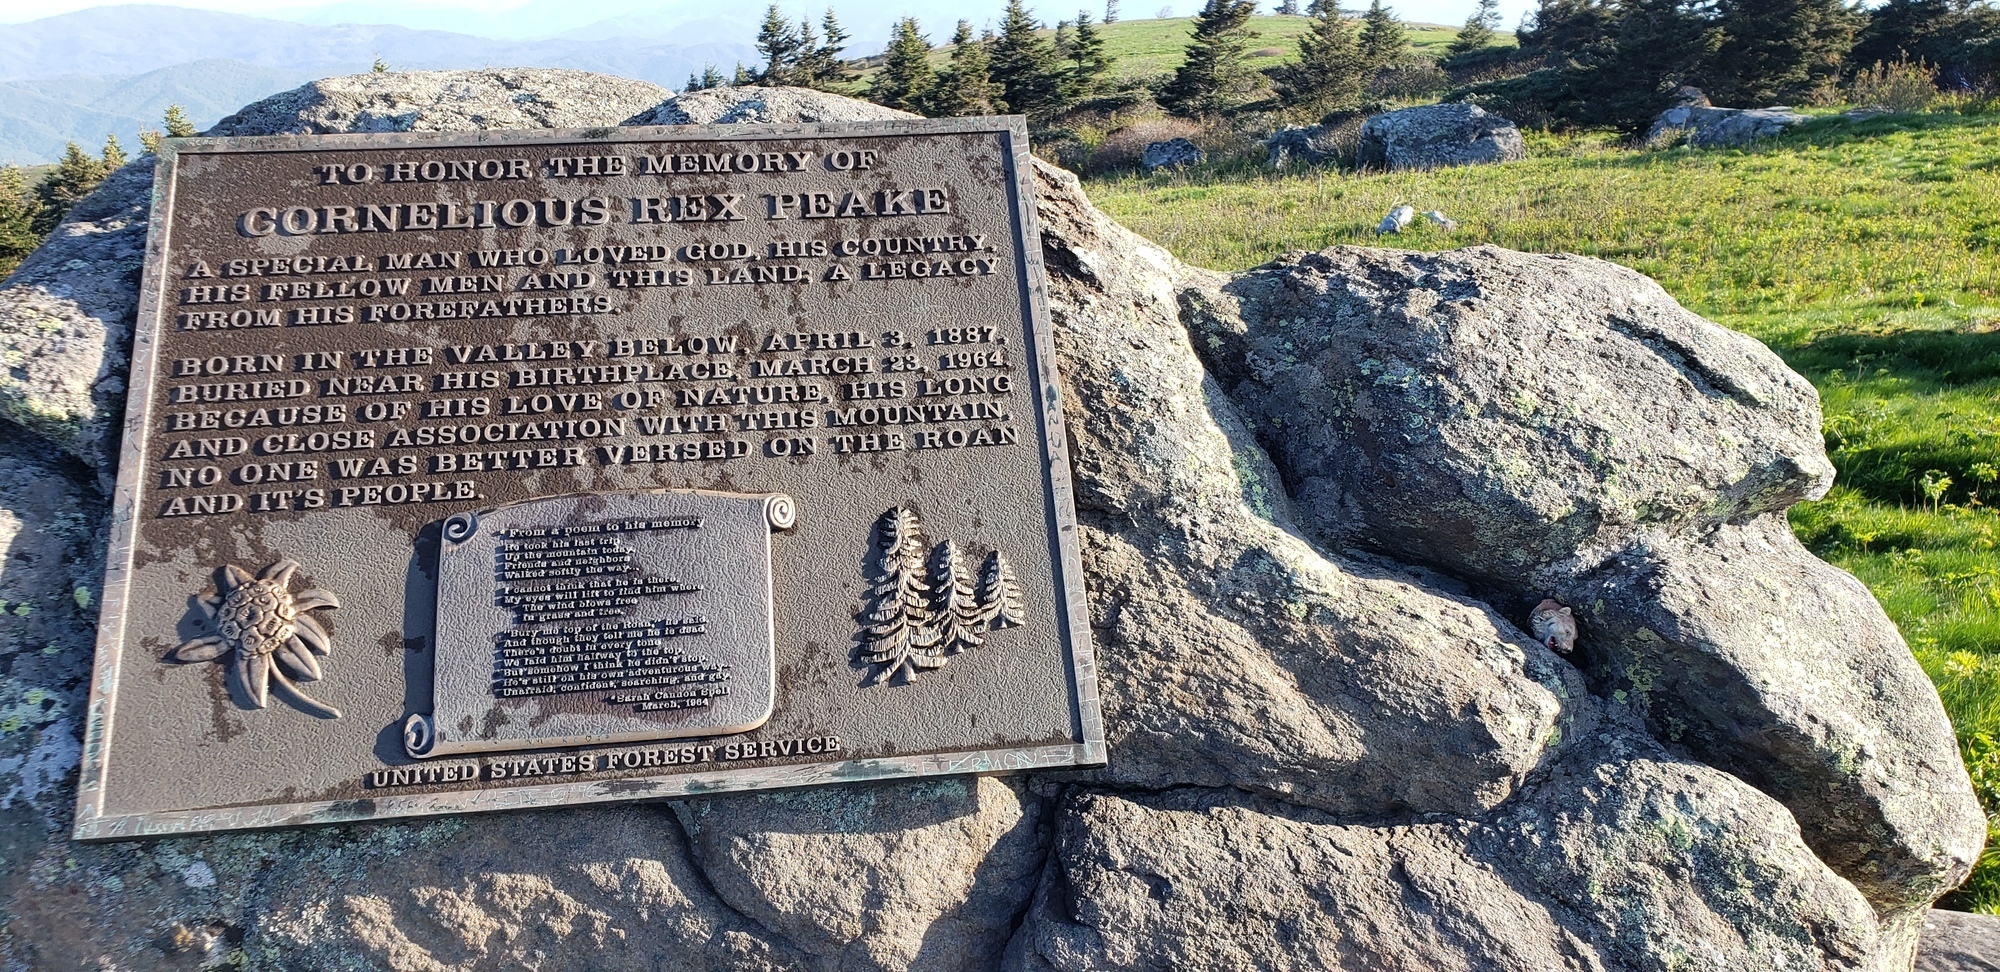 TO HONOR THE MEMORY OF
CORNELIOUS REX PEAKE
A SPECIAL MAN WHO LOVED GOD, HIS COUNTRY,
HIS FELLOW MEN AND THIS LAND; A LEGACY
FROM HIS FOREFATHERS.
BORN IN THE VALLEY BELOW, APRIL 3, 1887,
BURIED NEAR HIS BIRTHPLACE, MARCH 23, 1964.
BECAUSE OF HIS LOVE OF NATURE, HIS LONG
AND CLOSE ASSOCIATION WITH THIS MOUNTAIN,
NO ONE WAS BETTER VERSED ON THE ROAN
AND IT'S PEOPLE.
From a poem to his memory
He took his last trip
Up the mountain today,
Friends and neighbors
Walked softly the way...
I cannot think that he is there,
My eyes will lift to find him where
The wind blows free
In grass and tree.
"Bury me top of the Roan," he said,
And though they tell me he is dead
There's doubt in every tone
We laid him halfway to the top,
But somehow I think he didn't stop,
He's still on his own adventurous way...
Unafraid, confident, searching, and gay.
Sarah Cannon
March, 1964
UNITED STATES FOREST SERVICE